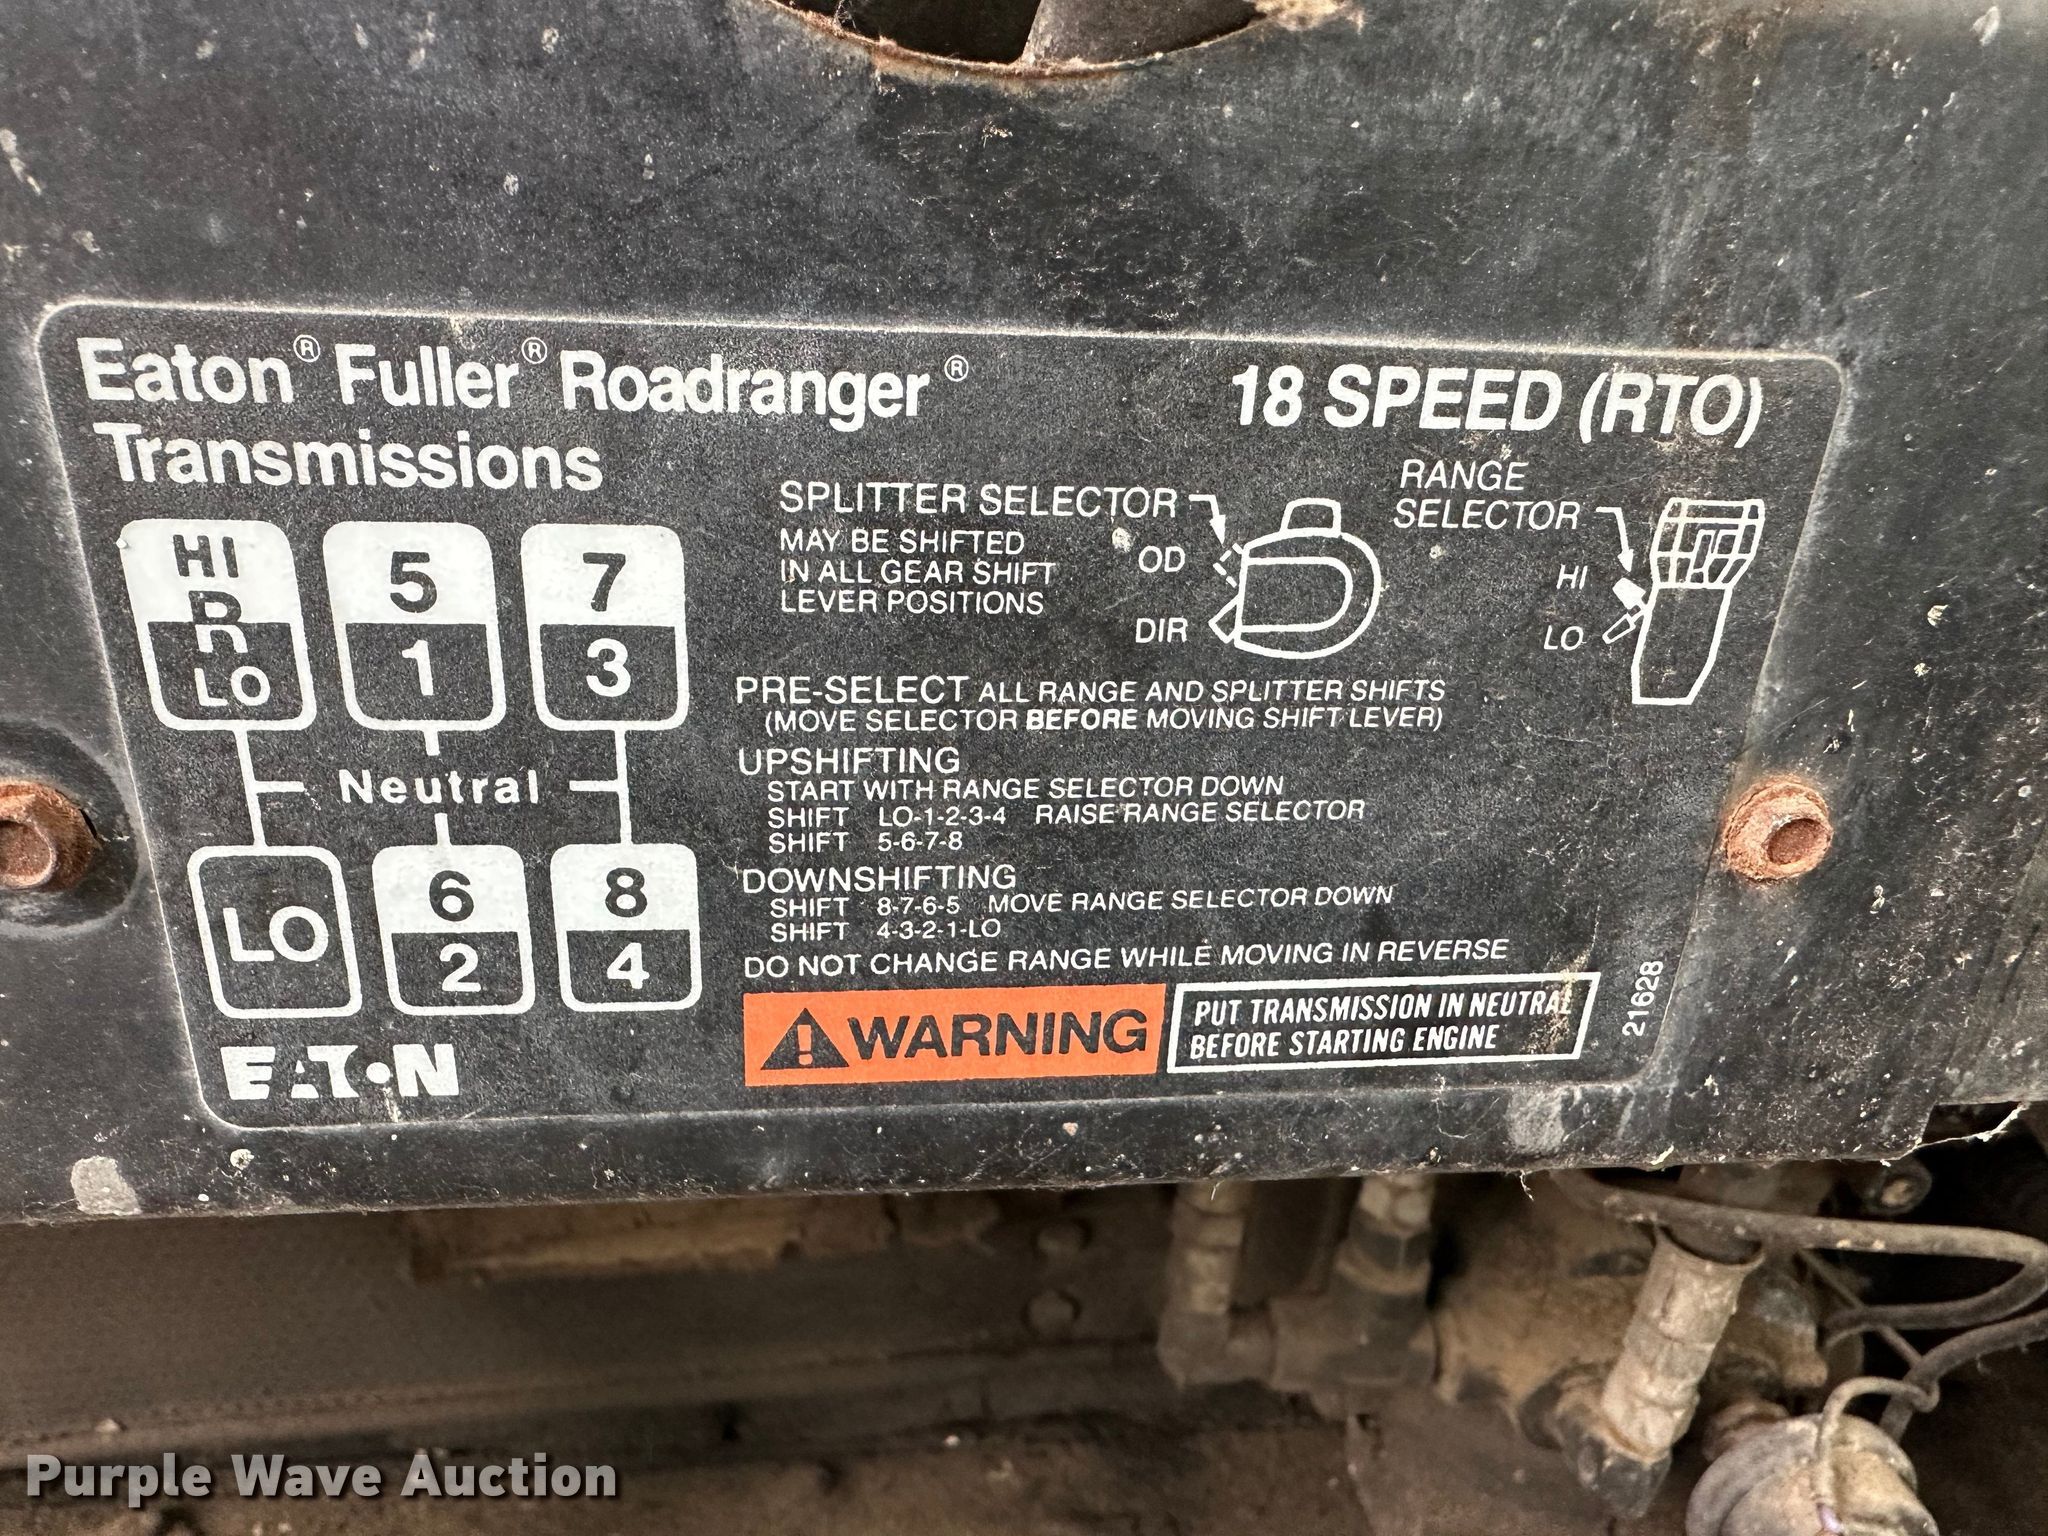 Eaton® Fuller® Roadranger®
Transmissions
18 SPEED (RTO)
HI
R
LO
5
1
7
3
Neutral
LO
6
2
8
4
EATON
SPLITTER SELECTOR
MAY BE SHIFTED
IN ALL GEAR SHIFT
LEVER POSITIONS
OD
DIR
RANGE
SELECTOR
HI
LO
PRE-SELECT ALL RANGE AND SPLITTER SHIFTS
(MOVE SELECTOR BEFORE MOVING SHIFT LEVER)
UPSHIFTING
START WITH RANGE SELECTOR DOWN
SHIFT LO-1-2-3-4 RAISE RANGE SELECTOR
SHIFT 5-6-7-8
DOWNSHIFTING
SHIFT 8-7-6-5 MOVE RANGE SELECTOR DOWN
SHIFT 4-3-2-1-LO
DO NOT CHANGE RANGE WHILE MOVING IN REVERSE
WARNING
PUT TRANSMISSION IN NEUTRAL
BEFORE STARTING ENGINE
21628
Purple Wave Auction